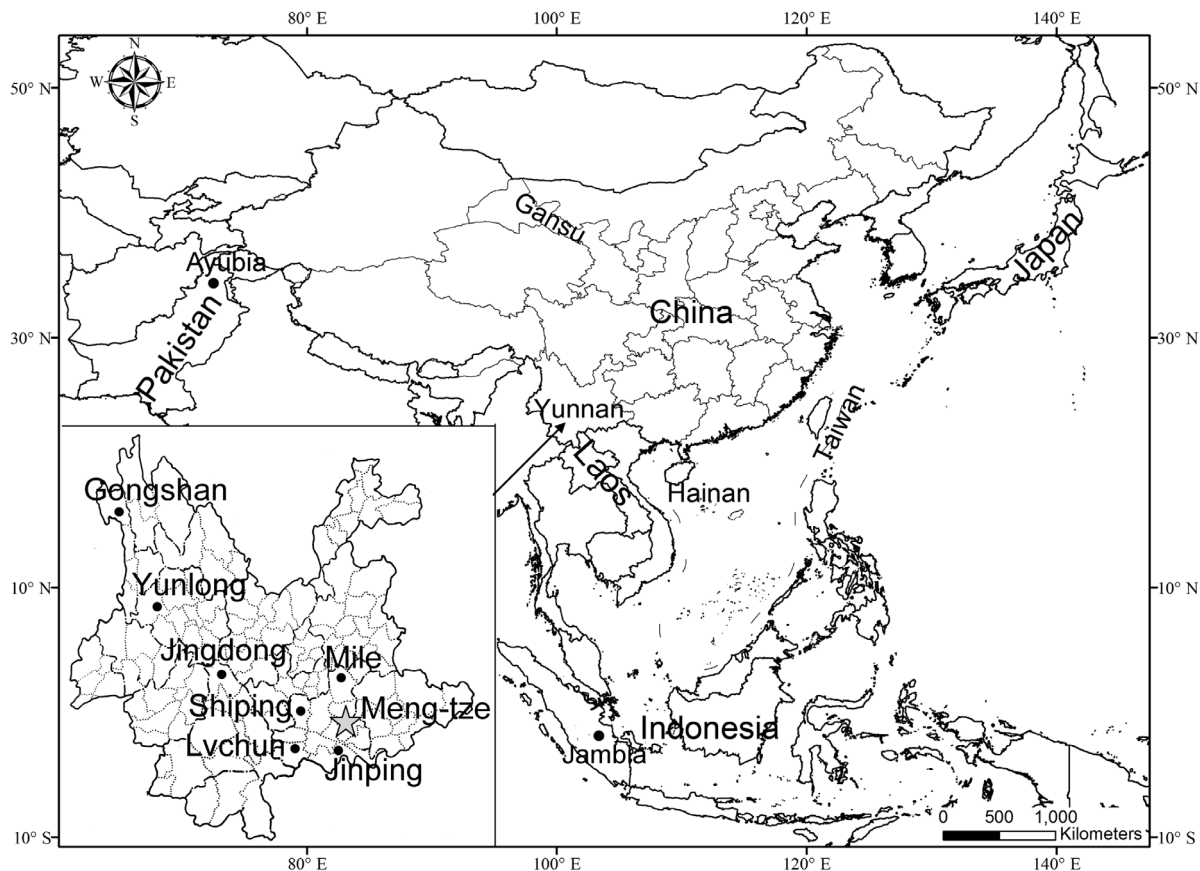 80° E
100° E
120° E
140° E
N
W
E
S
50° N
50° N
Gansu
Japan
Ayubia
Pakistan
China
30° N
30° N
Yunnan
Taiwan
Laos
Hainan
Gongshan
Yunlong
10° N
10° N
Jingdong
Mile
Shiping
Meng-tze
Lvchun
Jinping
Indonesia
Jambia
0 500 1,000
Kilometers
10° S
10° S
80° E
100° E
120° E
140° E